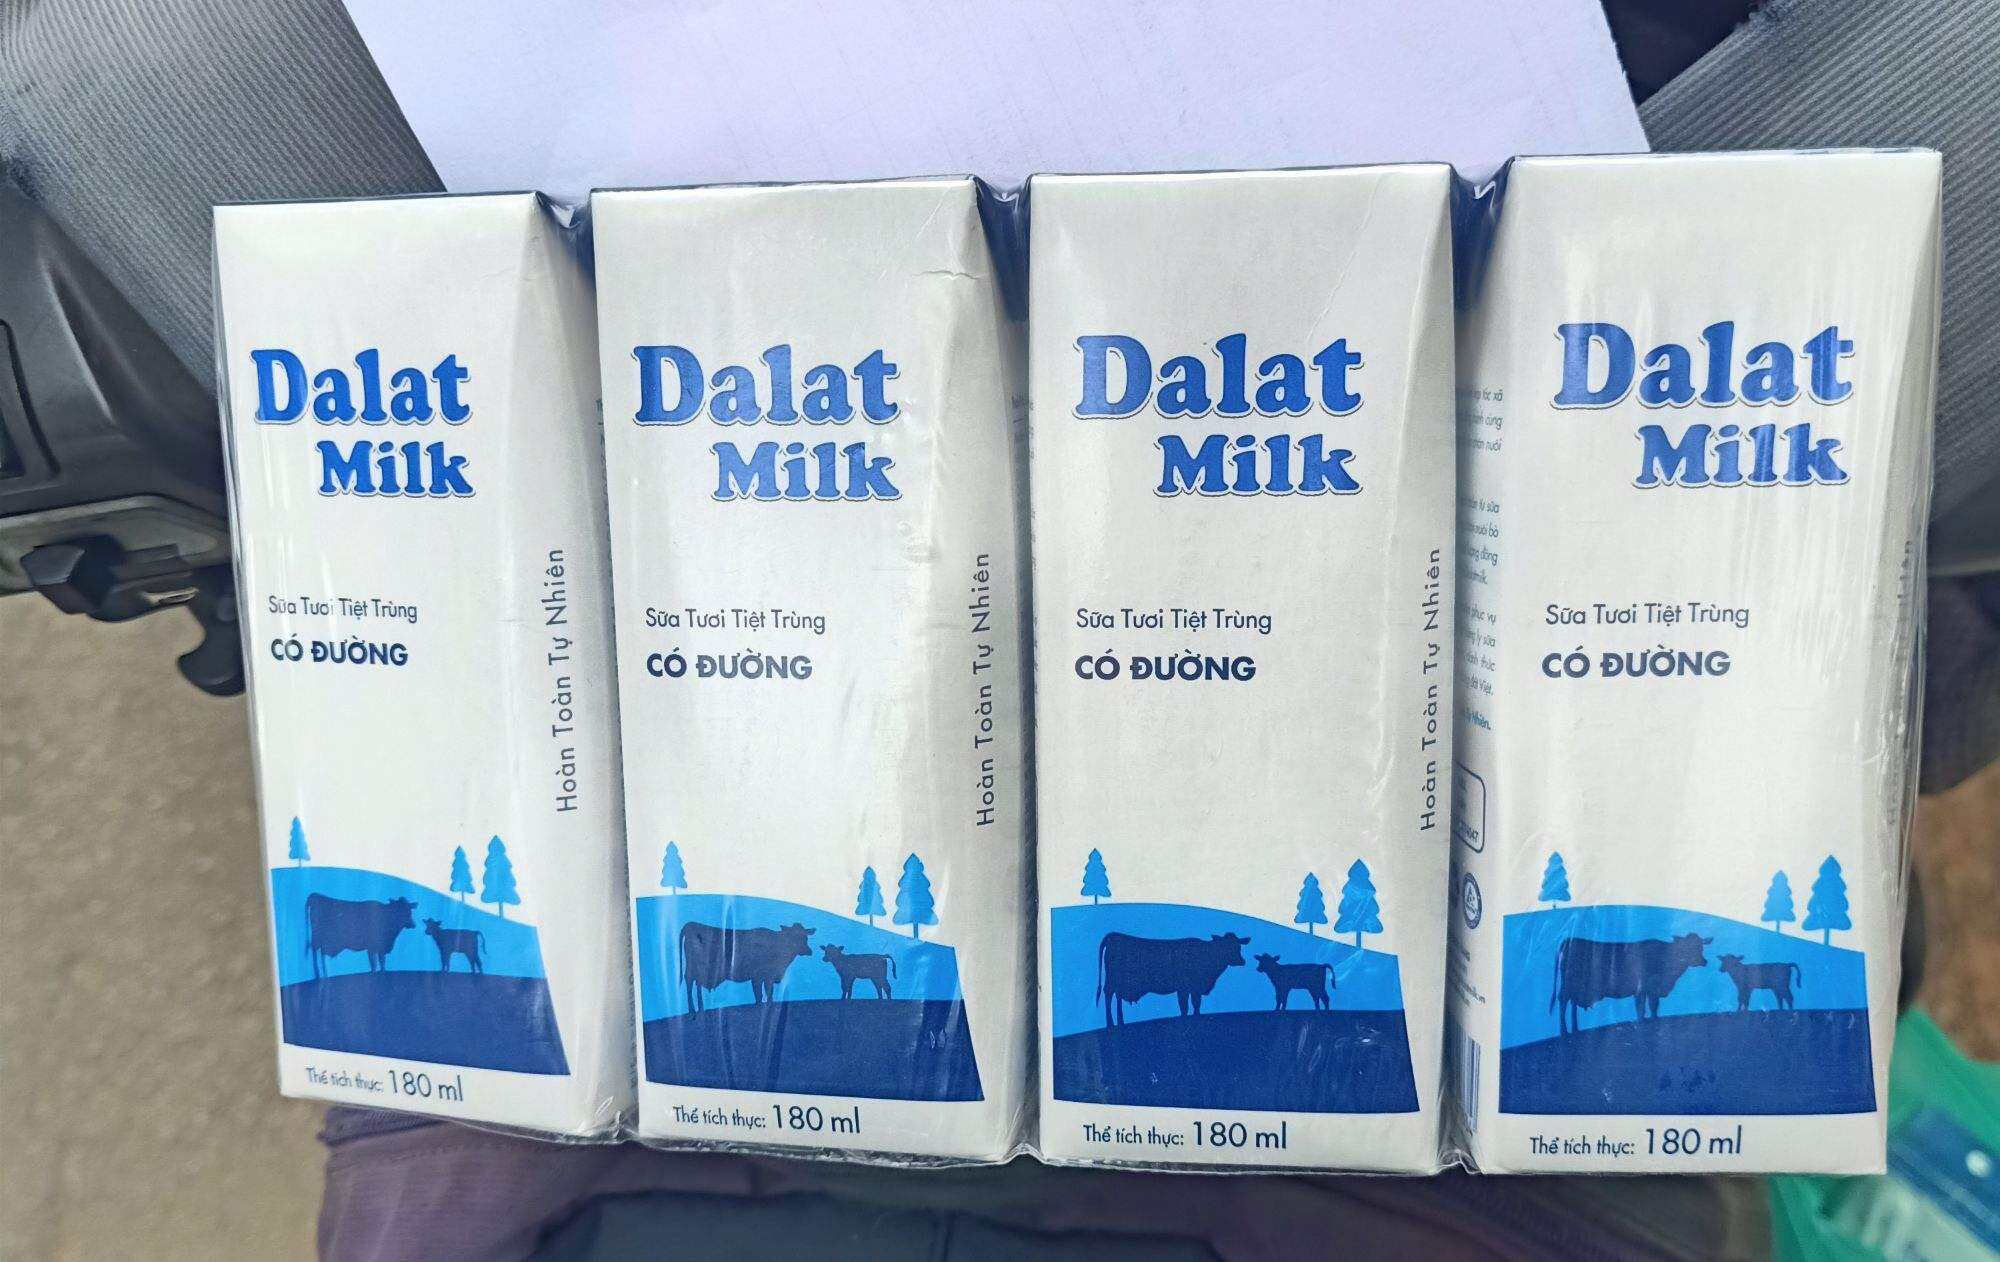 Dalat
Milk
Sữa Tươi Tiệt Trùng
CÓ ĐƯỜNG
Hoàn Toàn Tự Nhiên
Thể tích thực: 180 ml
Dalat
Milk
Sữa Tươi Tiệt Trùng
CÓ ĐƯỜNG
Hoàn Toàn Tự Nhiên
Thể tích thực: 180 ml
Dalat
Milk
Sữa Tươi Tiệt Trùng
CÓ ĐƯỜNG
Hoàn Toàn Tự Nhiên
Thể tích thực: 180 ml
Dalat
Milk
Sữa Tươi Tiệt Trùng
CÓ ĐƯỜNG
Thể tích thực: 180 ml